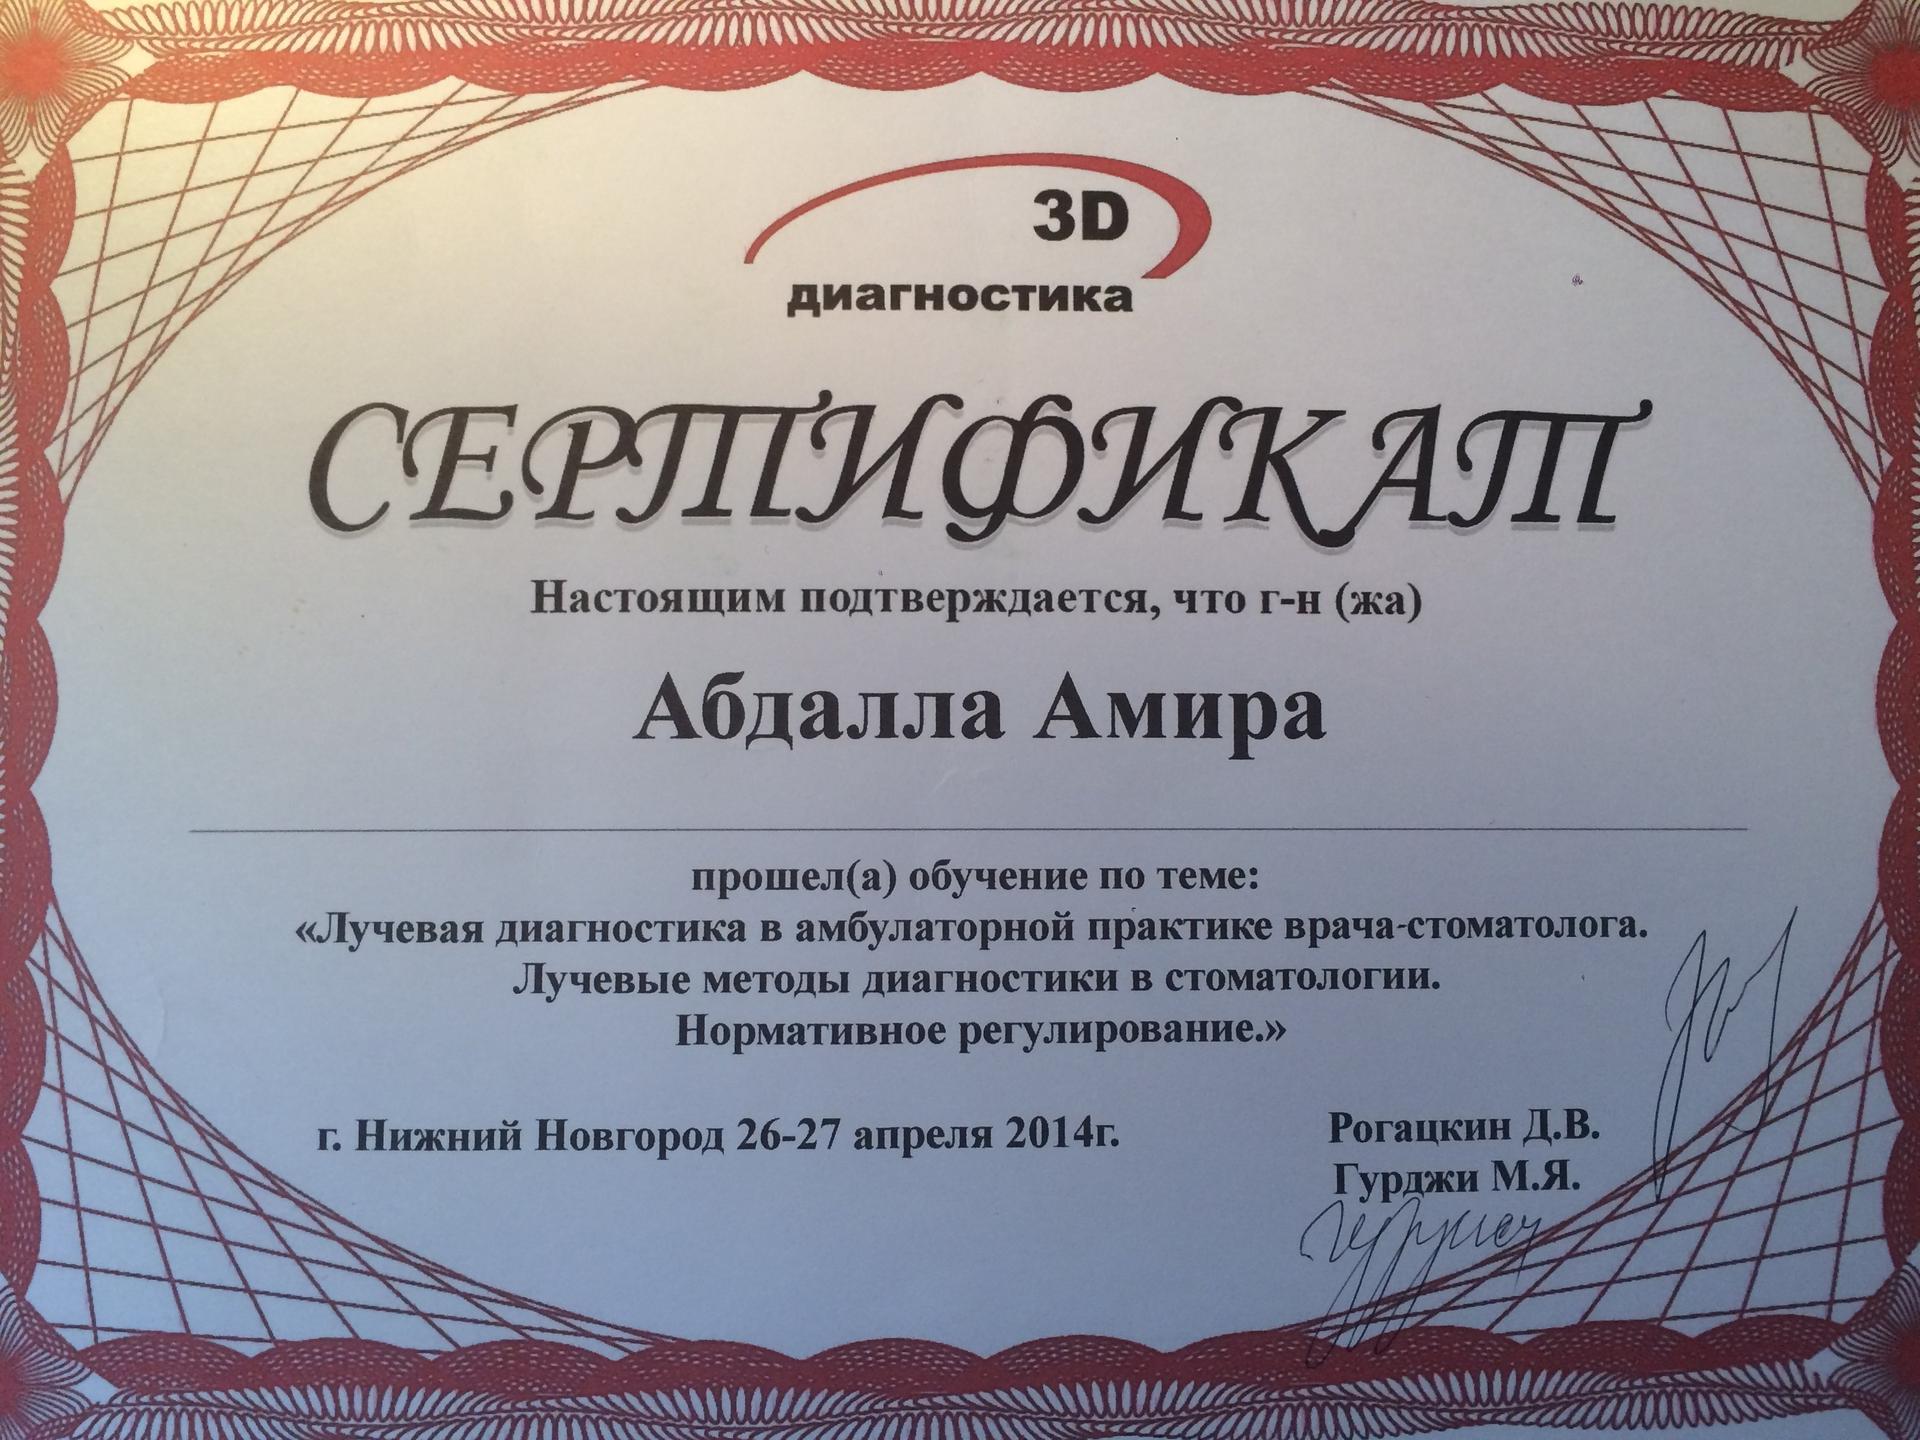 3D
диагностика
СЕРТИФИКАТ
Настоящим подтверждается, что г-н (жа)
Абдалла Амира
прошел(а) обучение по теме:
«Лучевая диагностика в амбулаторной практике врача-стоматолога.
Лучевые методы диагностики в стоматологии.
Нормативное регулирование.»
г. Нижний Новгород 26-27 апреля 2014г.
Рогацкин Д.В.
Гурджи М.Я.